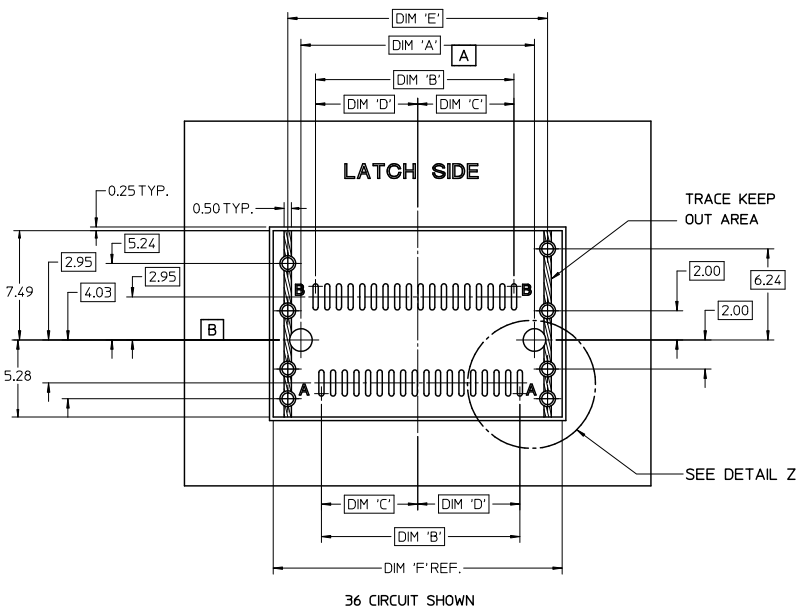 DIM 'E'
DIM 'A'
A
DIM 'B'
DIM 'D'
DIM 'C'
LATCH SIDE
0.25 TYP.
0.50 TYP.
TRACE KEEP
OUT AREA
5.24
2.95
2.95
7.49
4.03
2.00
6.24
2.00
B
B
B
5.28
A
A
SEE DETAIL Z
DIM 'C'
DIM 'D'
DIM 'B'
DIM 'F' REF.
36 CIRCUIT SHOWN